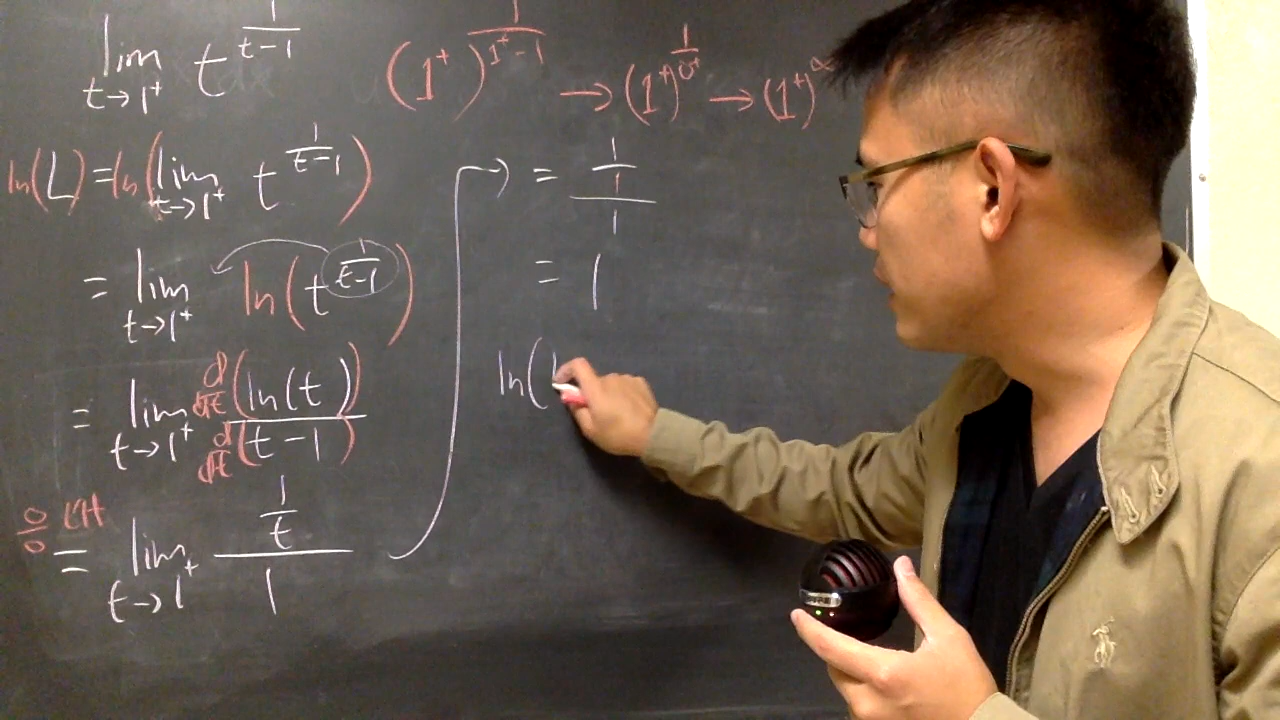 lim t→1⁺ t^(1/(t-1))
(1⁺)^(1/(1⁺-1)) → (1⁺)^(1/0⁺) → (1⁺)^∞
ln(L) = ln(lim t→1⁺ t^(1/(t-1)))
= lim t→1⁺ ln(t^(1/(t-1)))
= lim t→1⁺ d/dt(ln(t)) / d/dt(t-1)
0/0 L'H = lim t→1⁺ (1/t)/1
= (1/1)/1
= 1
ln(